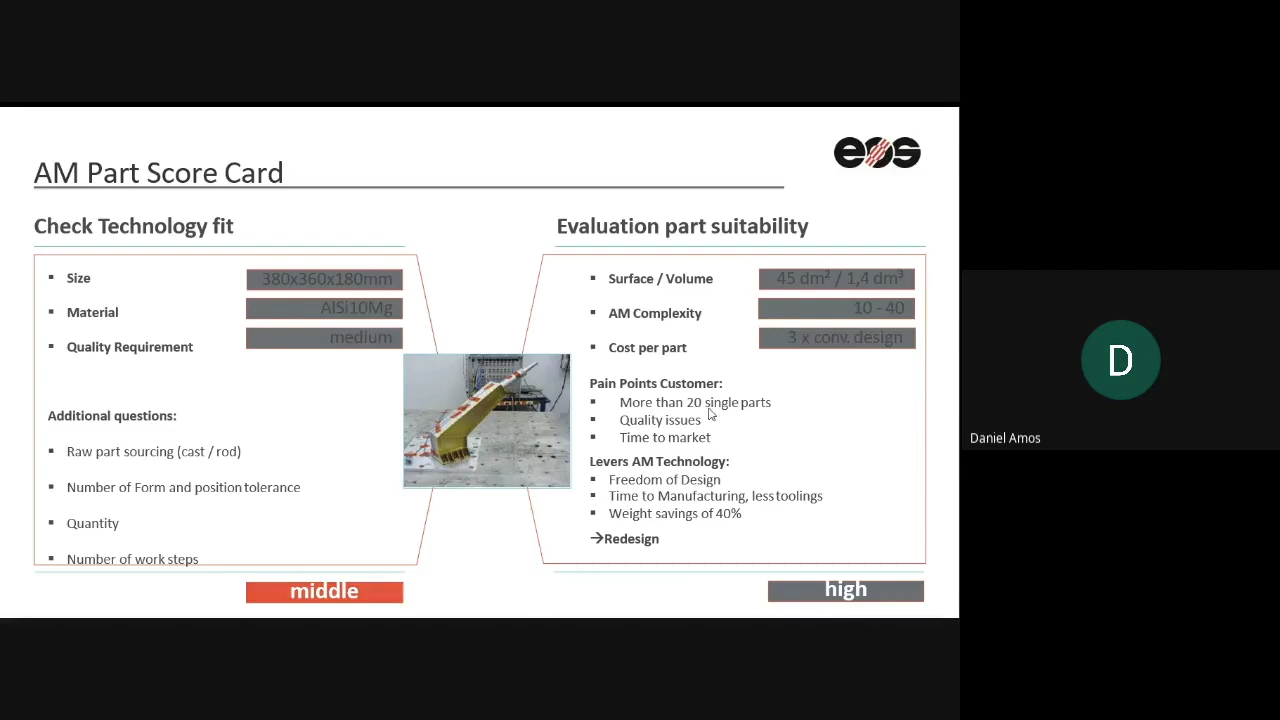 eos
AM Part Score Card
Check Technology fit
Size
380x360x180mm
Material
AlSi10Mg
Quality Requirement
medium
Additional questions:
Raw part sourcing (cast / rod)
Number of Form and position tolerance
Quantity
Number of work steps
middle
Evaluation part suitability
Surface / Volume
45 dm² / 1,4 dm³
AM Complexity
10 - 40
Cost per part
3 x conv. design
Pain Points Customer:
More than 20 single parts
Quality issues
Time to market
Levers AM Technology:
Freedom of Design
Time to Manufacturing, less toolings
Weight savings of 40%
→Redesign
high
D
Daniel Amos